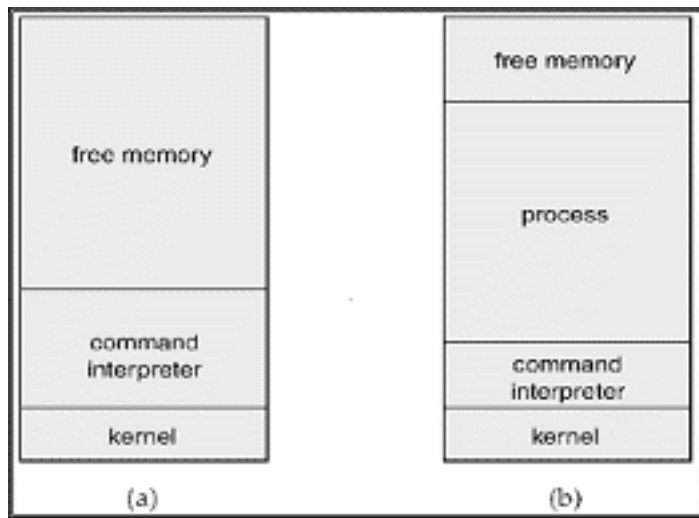 free memory
command
interpreter
kernel
(a)
free memory
process
command
interpreter
kernel
(b)